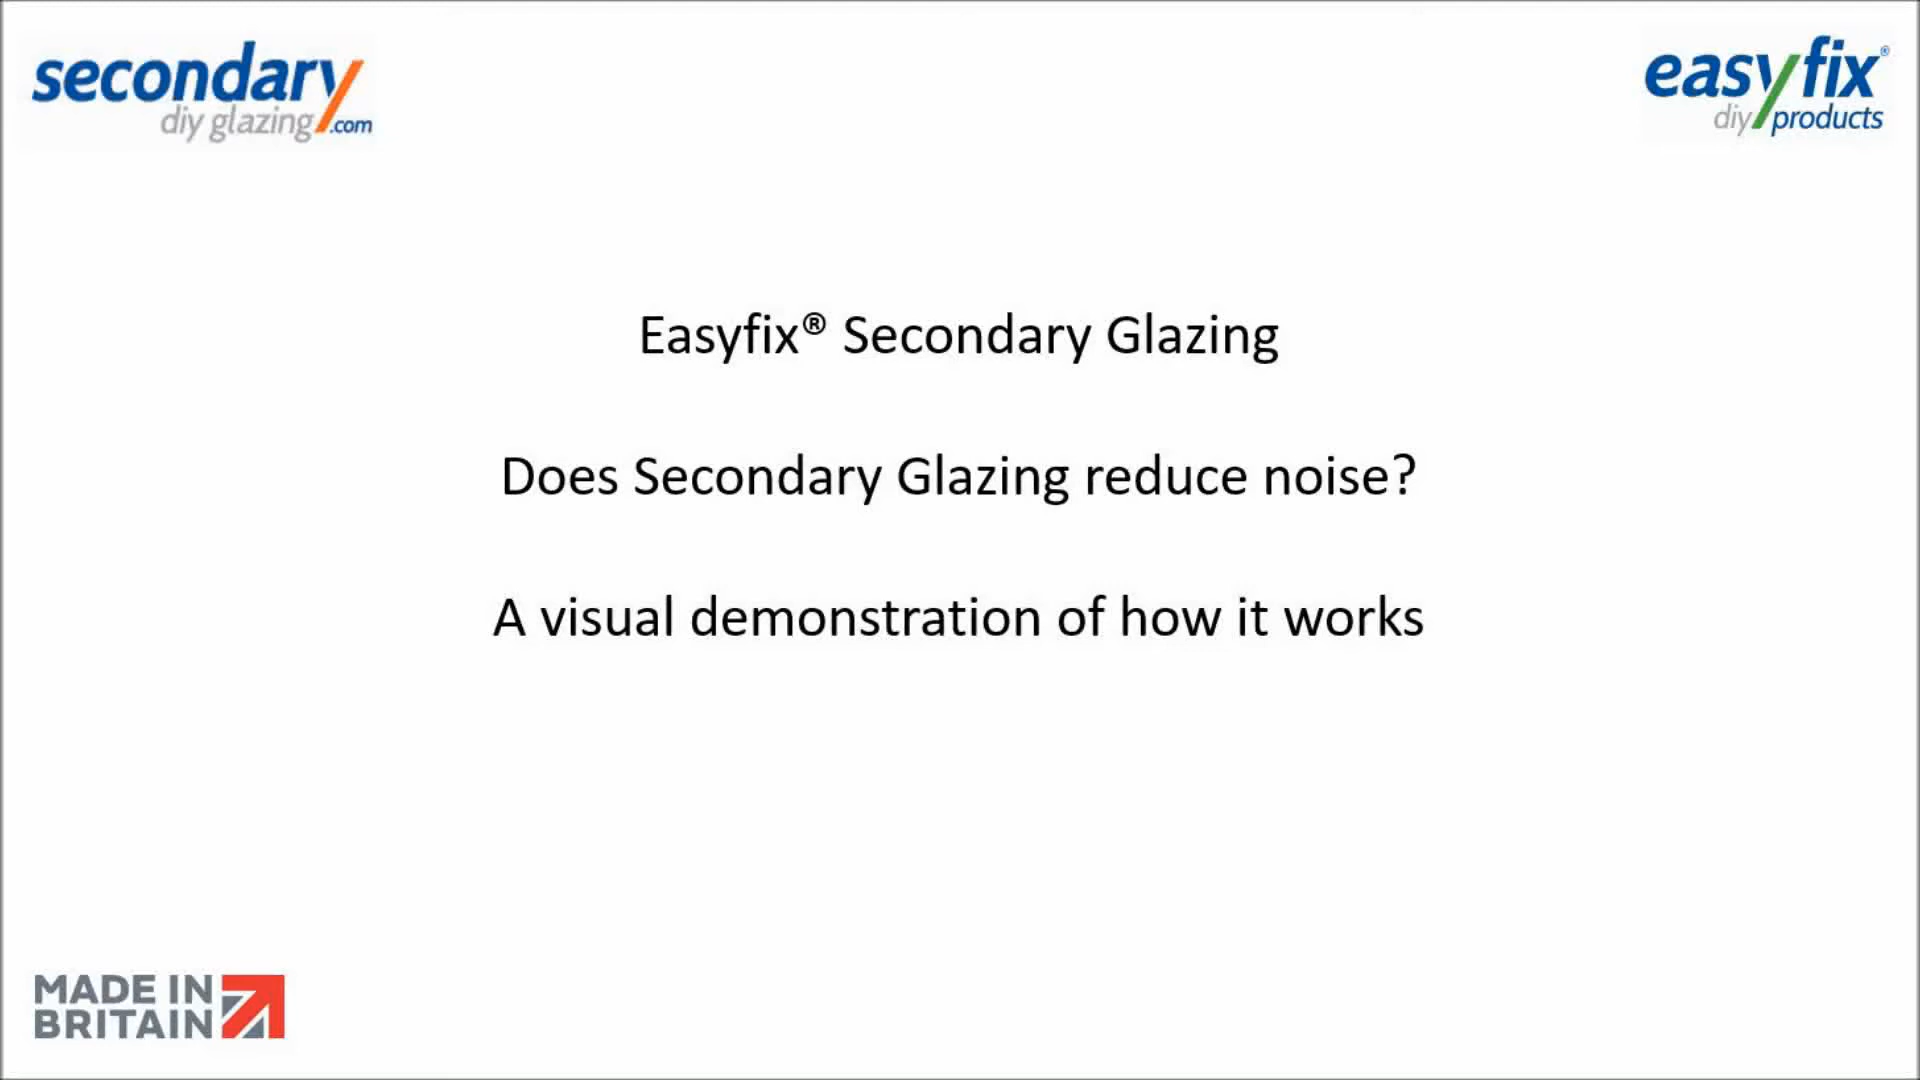 secondary
diy glazing.com
easyfix®
diy products
Easyfix® Secondary Glazing
Does Secondary Glazing reduce noise?
A visual demonstration of how it works
MADE IN
BRITAIN